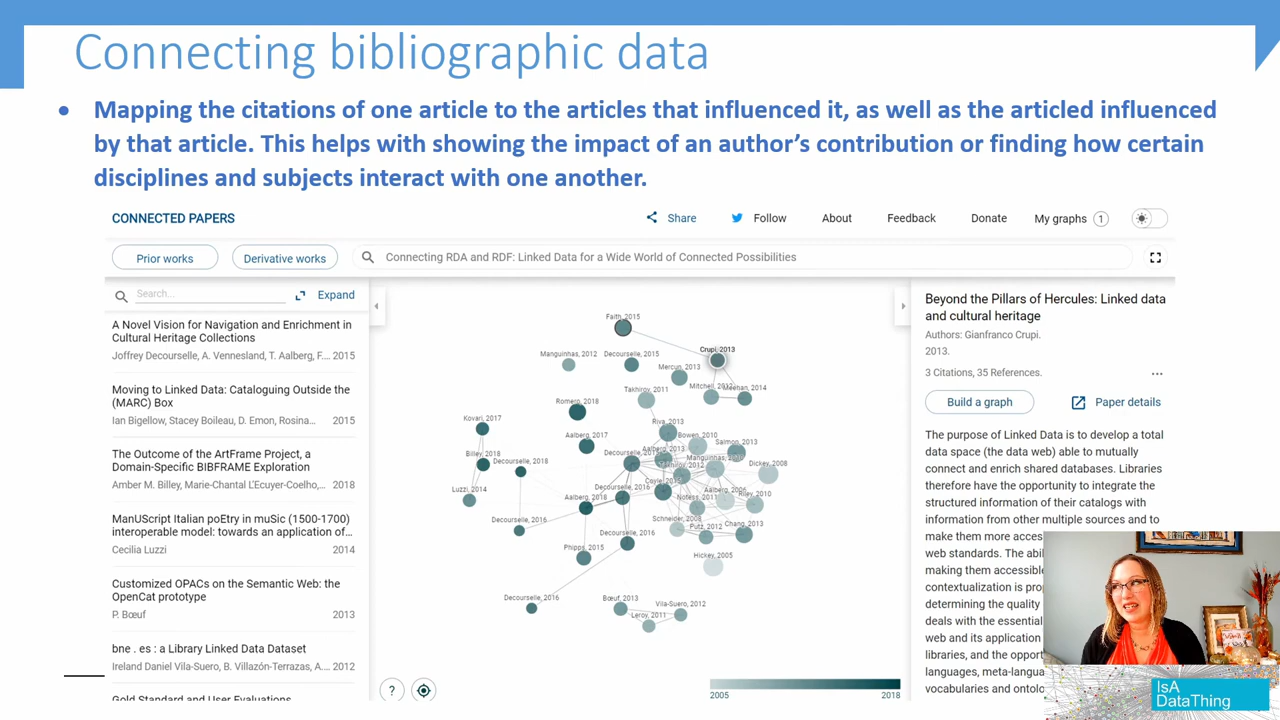 Connecting bibliographic data
• Mapping the citations of one article to the articles that influenced it, as well as the articled influenced
by that article. This helps with showing the impact of an author's contribution or finding how certain
disciplines and subjects interact with one another.
CONNECTED PAPERS
Share
Follow
About
Feedback
Donate
My graphs 1
Prior works
Derivative works
Connecting RDA and RDF: Linked Data for a Wide World of Connected Possibilities
Search...
Expand
A Novel Vision for Navigation and Enrichment in
Cultural Heritage Collections
Joffrey Decourselle, A. Vennesland, T. Aalberg, F.... 2015
Moving to Linked Data: Cataloguing Outside the
(MARC) Box
Ian Bigellow, Stacey Boileau, D. Emon, Rosina... 2015
The Outcome of the ArtFrame Project, a
Domain-Specific BIBFRAME Exploration
Amber M. Billey, Marie-Chantal L'Ecuyer-Coelho,... 2018
ManUScript Italian poEtry in muSic (1500-1700)
interoperable model: towards an application of...
Cecilia Luzzi 2014
Customized OPACs on the Semantic Web: the
OpenCat prototype
P. Bœuf 2013
bne . es : a Library Linked Data Dataset
Ireland Daniel Vila-Suero, B. Villazón-Terrazas, A.... 2012
Gold Standard and User Evaluations
Faith, 2015
Crupi, 2013
Manguinhas, 2012
Decourselle, 2015
Mercun, 2013
Takhirov, 2011
Mitchell,
2014
Romero, 2018
Kovari, 2017
Riva, 2013
Aalberg, 2017
Bowen, 2010
Salmon, 2013
Aalberg, 2013
Billey, 2018
Decourselle, 2018
Dickey, 2008
Luzzi, 2014
Decourselle, 2016
Aalberg, 2018
Aalberg, 2006
Riley, 2010
Decourselle, 2016
Schneider, 2008
Putz, 2012
Chang, 2013
Decourselle, 2016
Phipps, 2015
Hickey, 2005
Decourselle, 2016
Bœuf, 2013
Vila-Suero, 2012
Leroy, 2011
?
2005
2018
Beyond the Pillars of Hercules: Linked data
and cultural heritage
Authors: Gianfranco Crupi.
2013.
3 Citations, 35 References.
...
Build a graph
Paper details
The purpose of Linked Data is to develop a total
data space (the data web) able to mutually
connect and enrich shared databases. Libraries
therefore have the opportunity to integrate the
structured information of their catalogs with
information from other multiple sources and to
make them more
web standards. The
making them accessible
contextualization is
determining the quality
deals with the essential
web and its application
libraries, and the
languages,
vocabularies and
IsA
DataThing